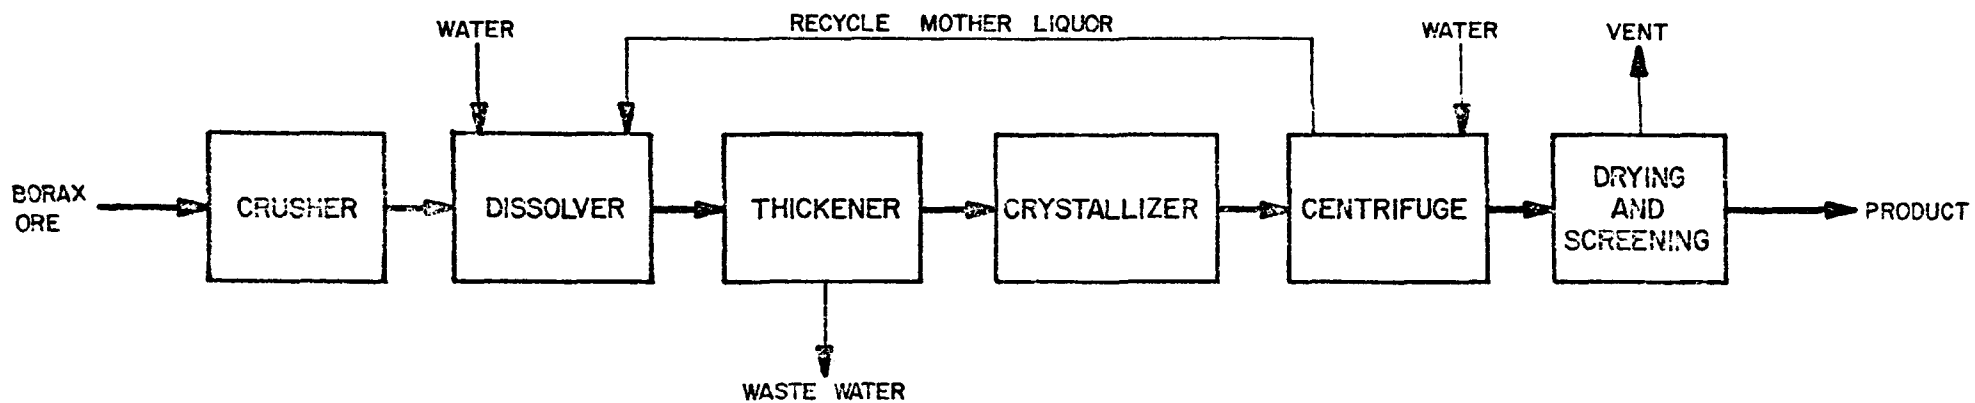 RECYCLE MOTHER LIQUOR
WATER
WATER
VENT
BORAX
ORE
CRUSHER
DISSOLVER
THICKENER
CRYSTALLIZER
CENTRIFUGE
DRYING
AND
SCREENING
PRODUCT
WASTE WATER